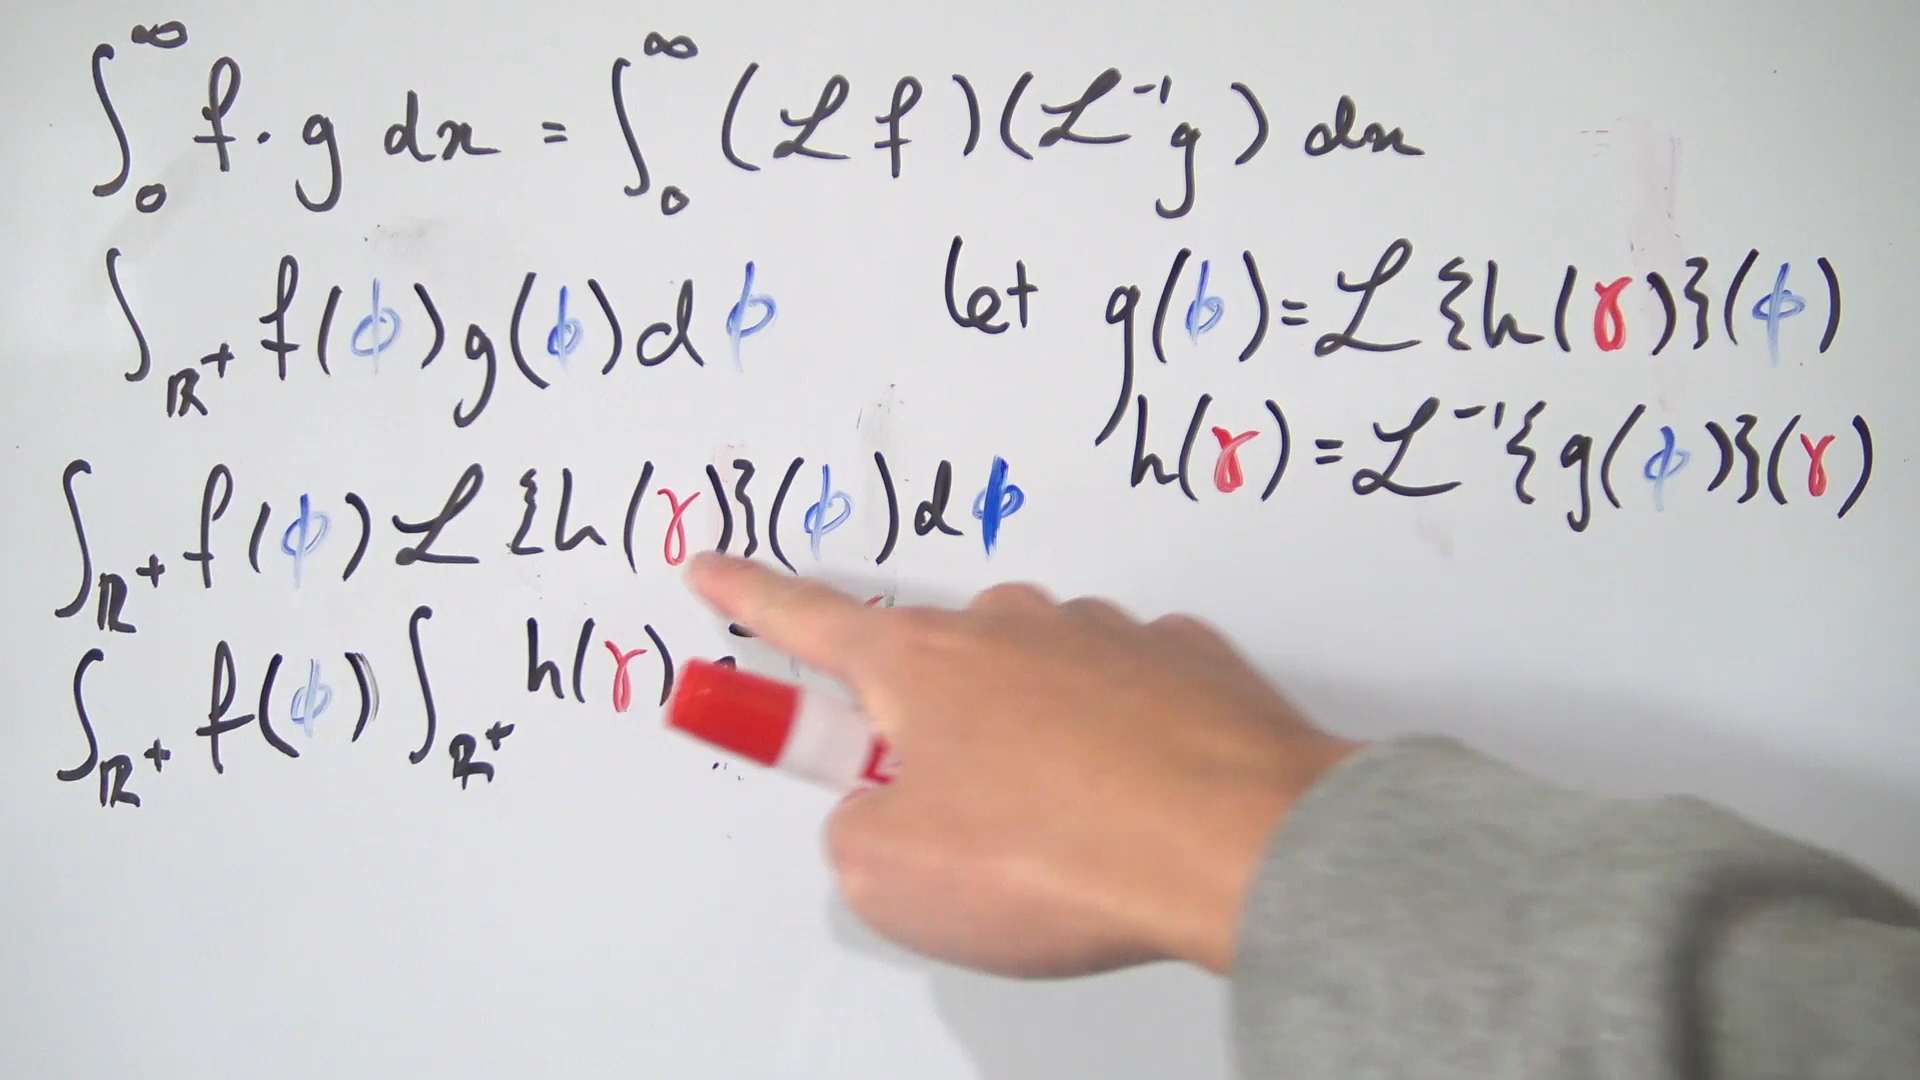 ∫₀^∞ f · g dx = ∫₀^∞ (ℒ f)(ℒ⁻¹g) dx
∫_ℝ⁺ f(ϕ)g(ϕ)dϕ
let g(ϕ)=ℒ{h(γ)}(ϕ)
h(γ)=ℒ⁻¹{g(ϕ)}(γ)
∫_ℝ⁺ f(ϕ)ℒ{h(γ)}(ϕ)dϕ
∫_ℝ⁺ f(ϕ)∫_ℝ⁺ h(γ)